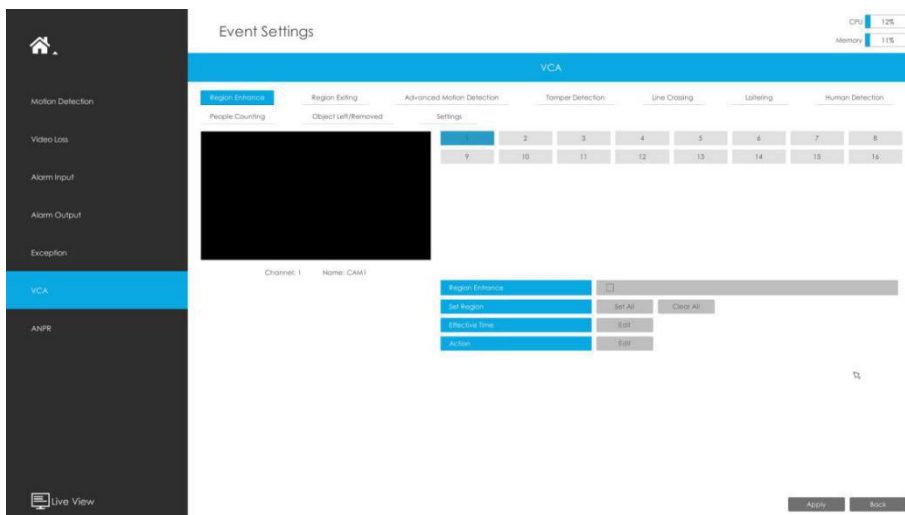 Event Settings
CPU 12%
Memory 11%
VCA
Motion Detection
Video Loss
Alarm Input
Alarm Output
Exception
VCA
ANPR
Live View
Region Entrance Region Exiting Advanced Motion Detection Tamper Detection Line Crossing Loitering Human Detection
People Counting Object Left/Removed Settings
1 2 3 4 5 6 7 8
9 10 11 12 13 14 15 16
Channel: 1 Name: CAM1
Region Entrance
Set Region Set All Clear All
Effective Time Edit
Action Edit
Apply Back